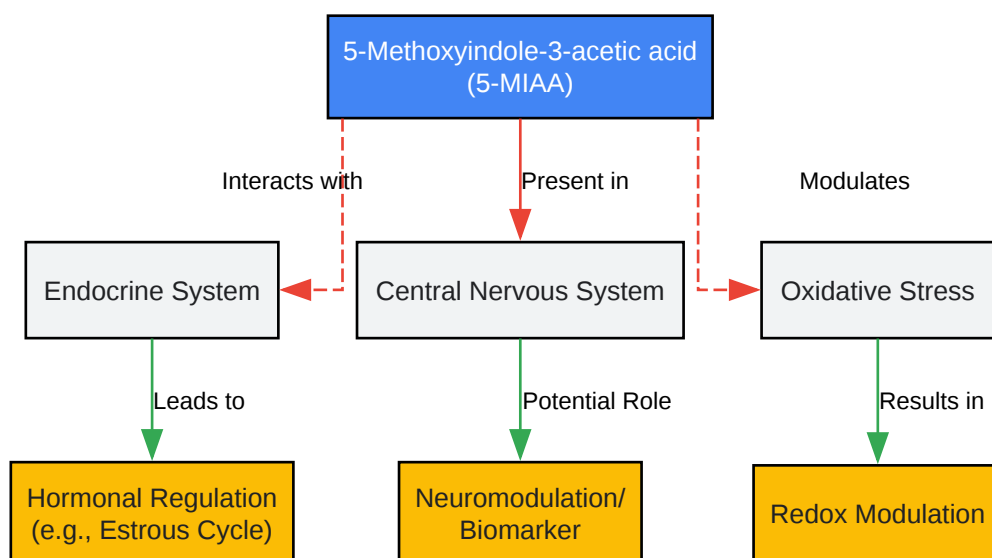 5-Methoxyindole-3-acetic acid
(5-MIAA)
Interacts with
Present in
Modulates
Endocrine System
Central Nervous System
Oxidative Stress
Leads to
Potential Role
Results in
Hormonal Regulation
(e.g., Estrous Cycle)
Neuromodulation/
Biomarker
Redox Modulation